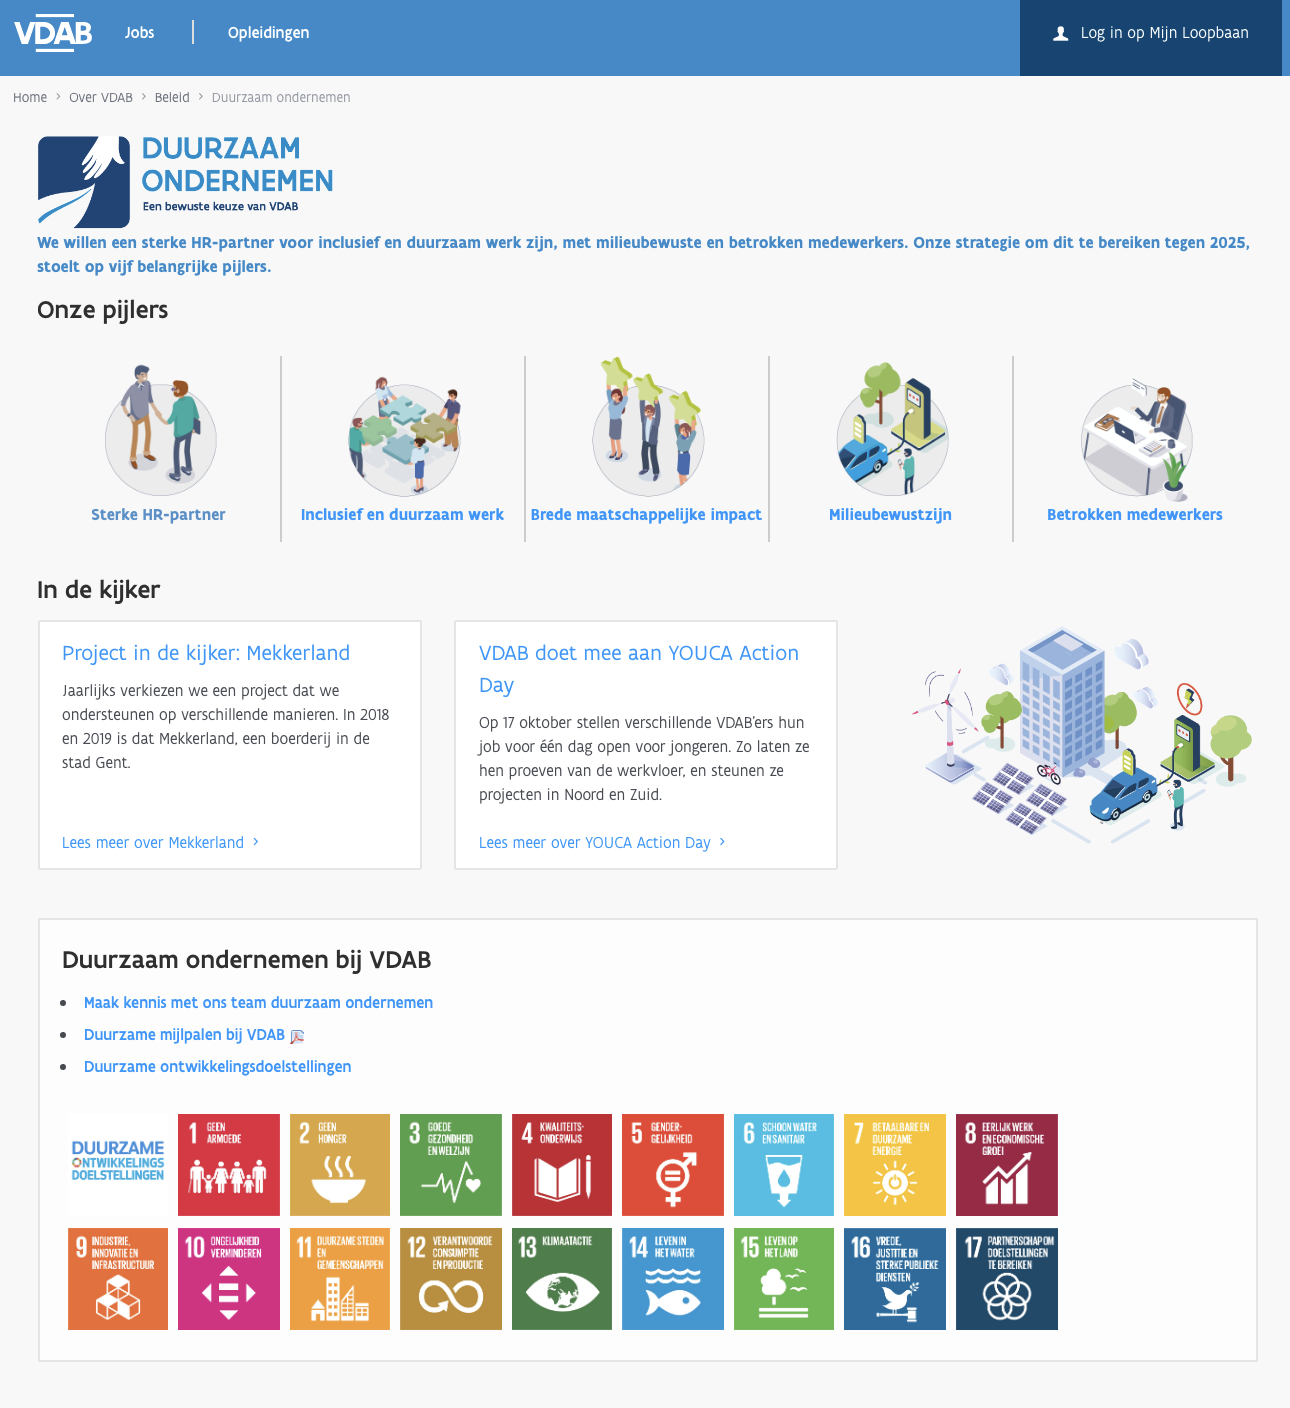 VDAB
Jobs
Opleidingen
Log in op Mijn Loopbaan
Home > Over VDAB > Beleid > Duurzaam ondernemen
DUURZAAM
ONDERNEMEN
Een bewuste keuze van VDAB
We willen een sterke HR-partner voor inclusief en duurzaam werk zijn, met milieubewuste en betrokken medewerkers. Onze strategie om dit te bereiken tegen 2025,
stoelt op vijf belangrijke pijlers.
Onze pijlers
Sterke HR-partner
Inclusief en duurzaam werk
Brede maatschappelijke impact
Milieubewustzijn
Betrokken medewerkers
In de kijker
Project in de kijker: Mekkerland
Jaarlijks verkiezen we een project dat we
ondersteunen op verschillende manieren. In 2018
en 2019 is dat Mekkerland, een boerderij in de
stad Gent.
Lees meer over Mekkerland >
VDAB doet mee aan YOUCA Action
Day
Op 17 oktober stellen verschillende VDAB'ers hun
job voor één dag open voor jongeren. Zo laten ze
hen proeven van de werkvloer, en steunen ze
projecten in Noord en Zuid.
Lees meer over YOUCA Action Day >
Duurzaam ondernemen bij VDAB
• Maak kennis met ons team duurzaam ondernemen
• Duurzame mijlpalen bij VDAB
• Duurzame ontwikkelingsdoelstellingen
DUURZAME
ONTWIKKELINGS
DOELSTELLINGEN
1 GEEN
ARMOEDE
2 GEEN
HONGER
3 GOEDE
GEZONDHEID
EN WELZIJN
4 KWALITEITS-
ONDERWIJS
5 GENDER-
GELIJKHEID
6 SCHOON WATER
EN SANITAIR
7 BETAALBARE EN
DUURZAME
ENERGIE
8 EERLIJK WERK
EN ECONOMISCHE
GROEI
9 INDUSTRIE,
INNOVATIE EN
INFRASTRUCTUUR
10 ONGELIJKHEID
VERMINDEREN
11 DUURZAME STEDEN
EN
GEMEENSCHAPPEN
12 VERANTWOORDE
CONSUMPTIE
EN PRODUCTIE
13 KLIMAATACTIE
14 LEVEN IN
HET WATER
15 LEVEN OP
HET LAND
16 VREDE,
JUSTITIE EN
STERKE PUBLIEKE
DIENSTEN
17 PARTNERSCHAP OM
DOELSTELLINGEN
TE BEREIKEN